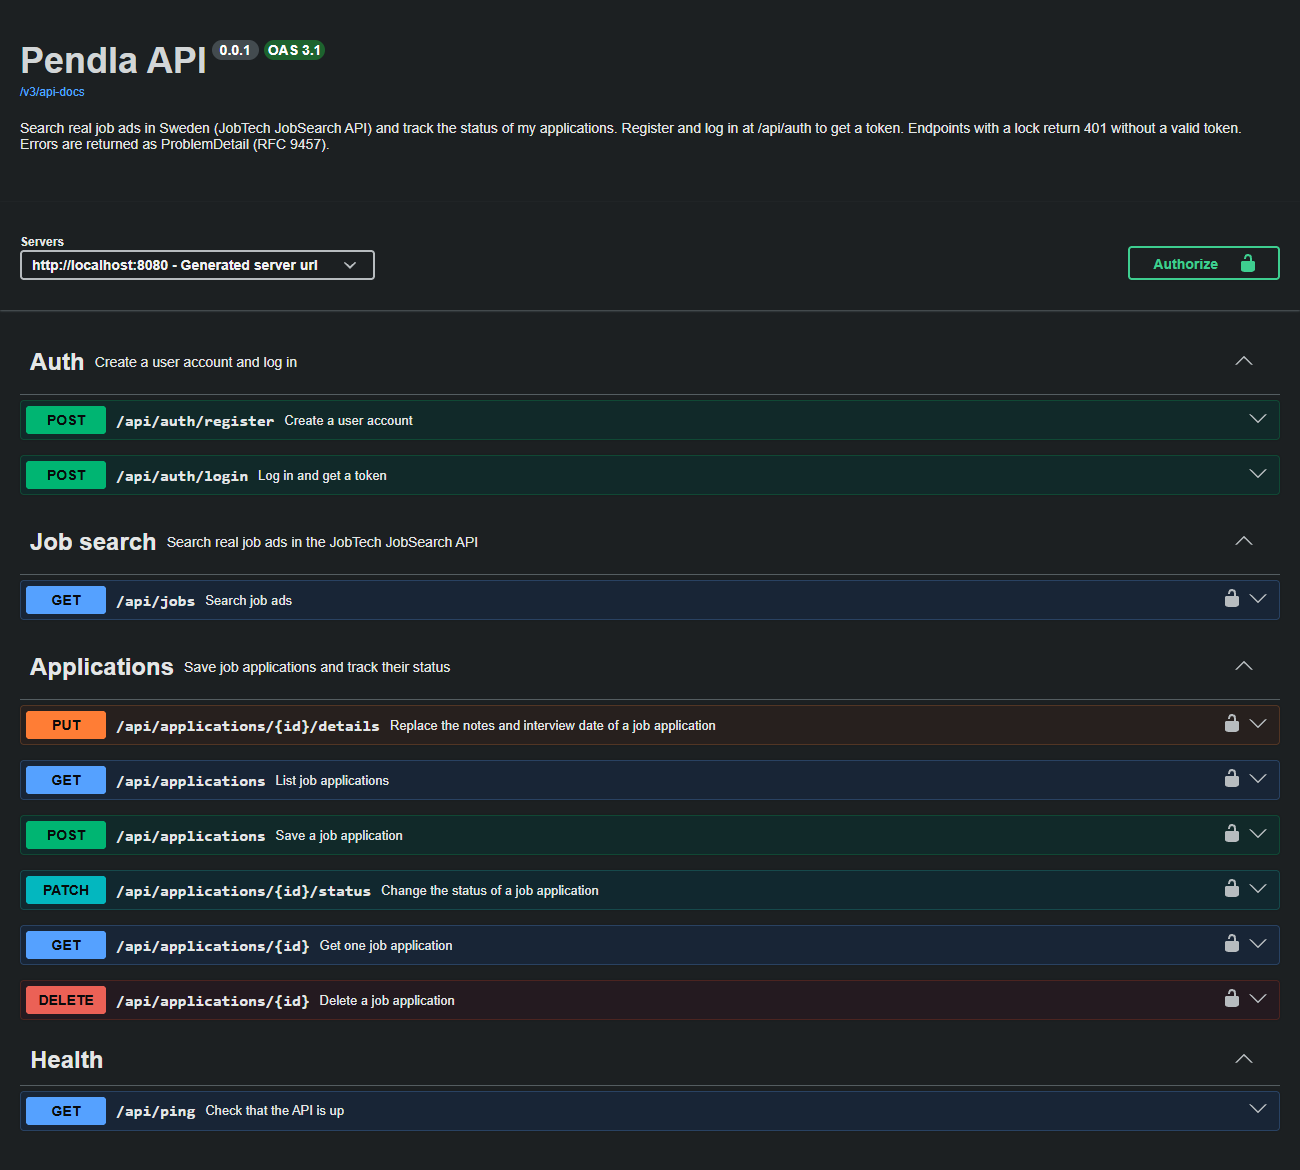 Pendla API 0.0.1 OAS 3.1
/v3/api-docs
Search real job ads in Sweden (JobTech JobSearch API) and track the status of my applications. Register and log in at /api/auth to get a token. Endpoints with a lock return 401 without a valid token.
Errors are returned as ProblemDetail (RFC 9457).
Servers
http://localhost:8080 - Generated server url
Authorize
Auth Create a user account and log in
POST /api/auth/register Create a user account
POST /api/auth/login Log in and get a token
Job search Search real job ads in the JobTech JobSearch API
GET /api/jobs Search job ads
Applications Save job applications and track their status
PUT /api/applications/{id}/details Replace the notes and interview date of a job application
GET /api/applications List job applications
POST /api/applications Save a job application
PATCH /api/applications/{id}/status Change the status of a job application
GET /api/applications/{id} Get one job application
DELETE /api/applications/{id} Delete a job application
Health
GET /api/ping Check that the API is up